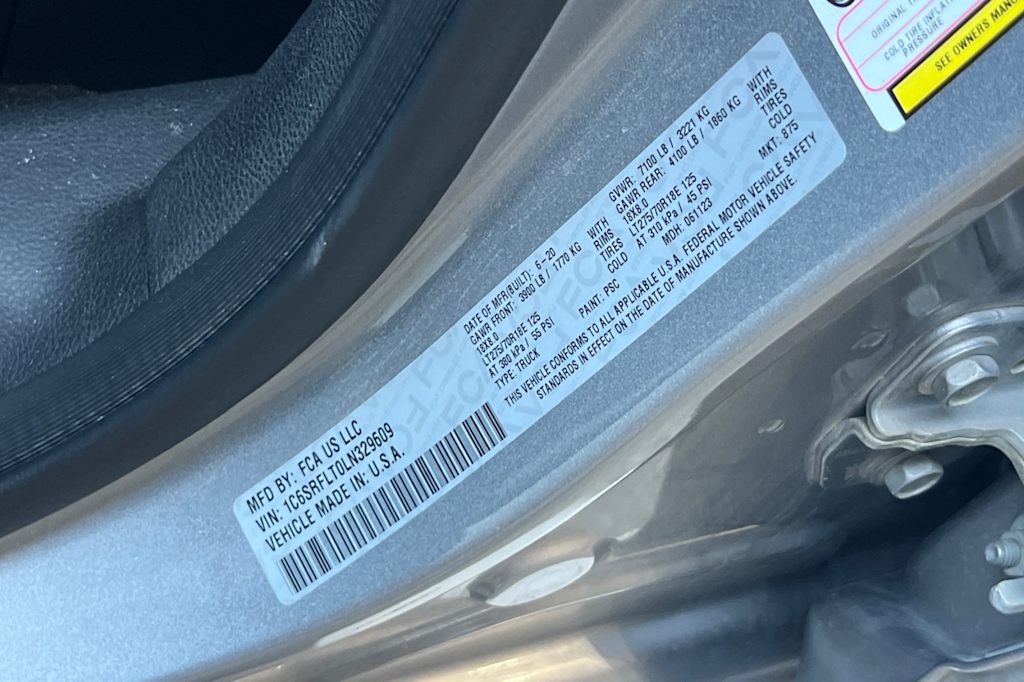 MFD BY: FCA US LLC
VIN: 1C6SRFLT0LN329609
VEHICLE MADE IN: U.S.A.
DATE OF MFR(BUILT): 6-20 GVWR: 7100 LB / 3221 KG
GAWR FRONT: 3900 LB / 1770 KG WITH GAWR REAR: 4100 LB / 1860 KG WITH
18X8.0 RIMS 18X8.0 RIMS
LT275/70R18E 125 TIRES LT275/70R18E 125 TIRES
AT 380 kPa / 55 PSI COLD AT 310 kPa / 45 PSI COLD
TYPE: TRUCK PAINT: PSC MDH: 061123 MKT: 875
THIS VEHICLE CONFORMS TO ALL APPLICABLE U.S.A. FEDERAL MOTOR VEHICLE SAFETY
STANDARDS IN EFFECT ON THE DATE OF MANUFACTURE SHOWN ABOVE.
ORIGINAL
COLD TIRE
PRESSURE
SEE OWNERS